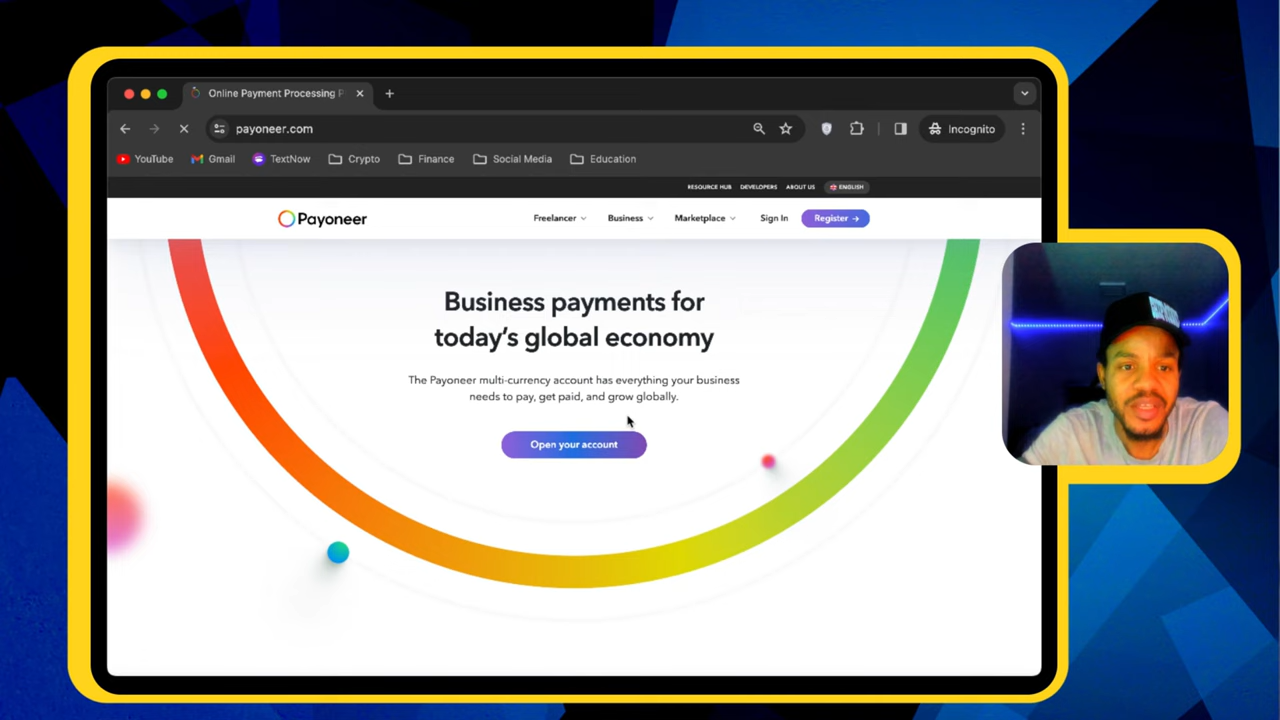 Online Payment Processing P
payoneer.com
Incognito
YouTube
Gmail
TextNow
Crypto
Finance
Social Media
Education
RESOURCE HUB
DEVELOPERS
ABOUT US
ENGLISH
Payoneer
Freelancer
Business
Marketplace
Sign In
Register →
Business payments for
today's global economy
The Payoneer multi-currency account has everything your business
needs to pay, get paid, and grow globally.
Open your account